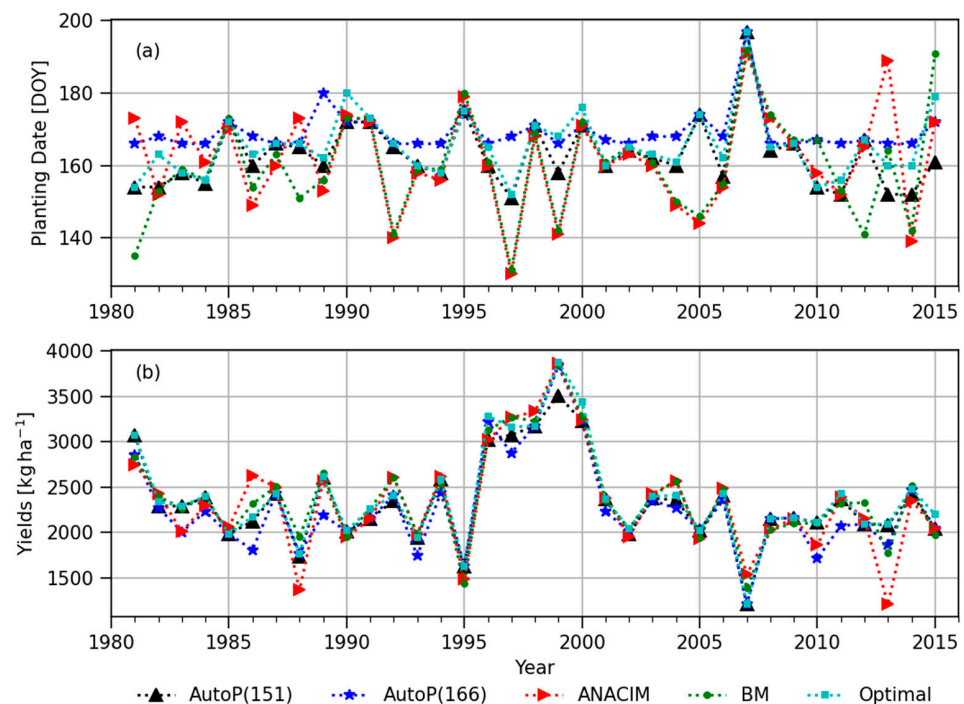 (a)
Planting Date [DOY]
200
180
160
140
1980 1985 1990 1995 2000 2005 2010 2015
(b)
Yields [kgha⁻¹]
4000
3500
3000
2500
2000
1500
1980 1985 1990 1995 2000 2005 2010 2015
Year
AutoP(151) AutoP(166) ANACIM BM Optimal